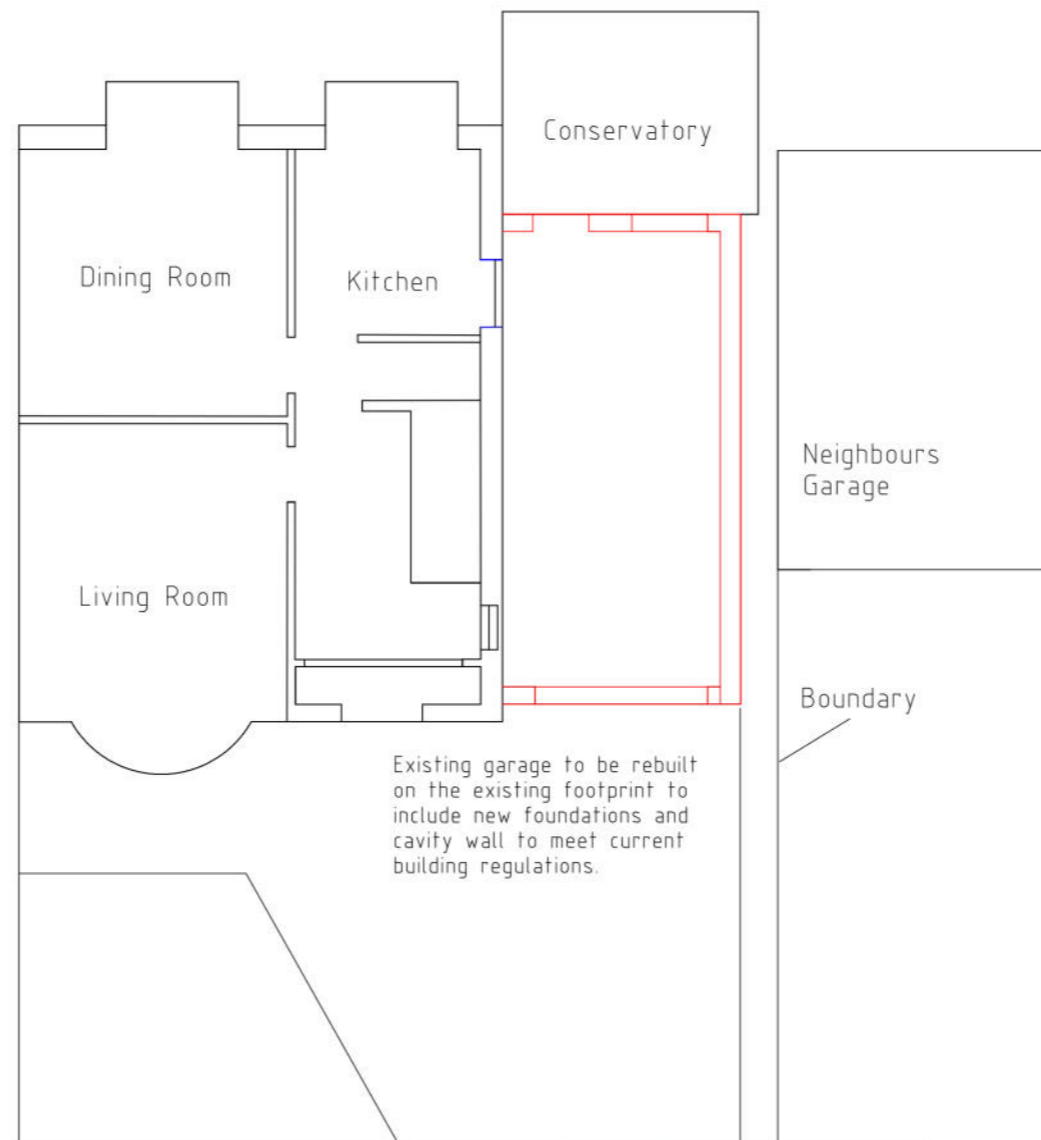 Conservatory
Dining Room
Kitchen
Neighbours
Garage
Living Room
Boundary
Existing garage to be rebuilt
on the existing footprint to
include new foundations and
cavity wall to meet current
building regulations.